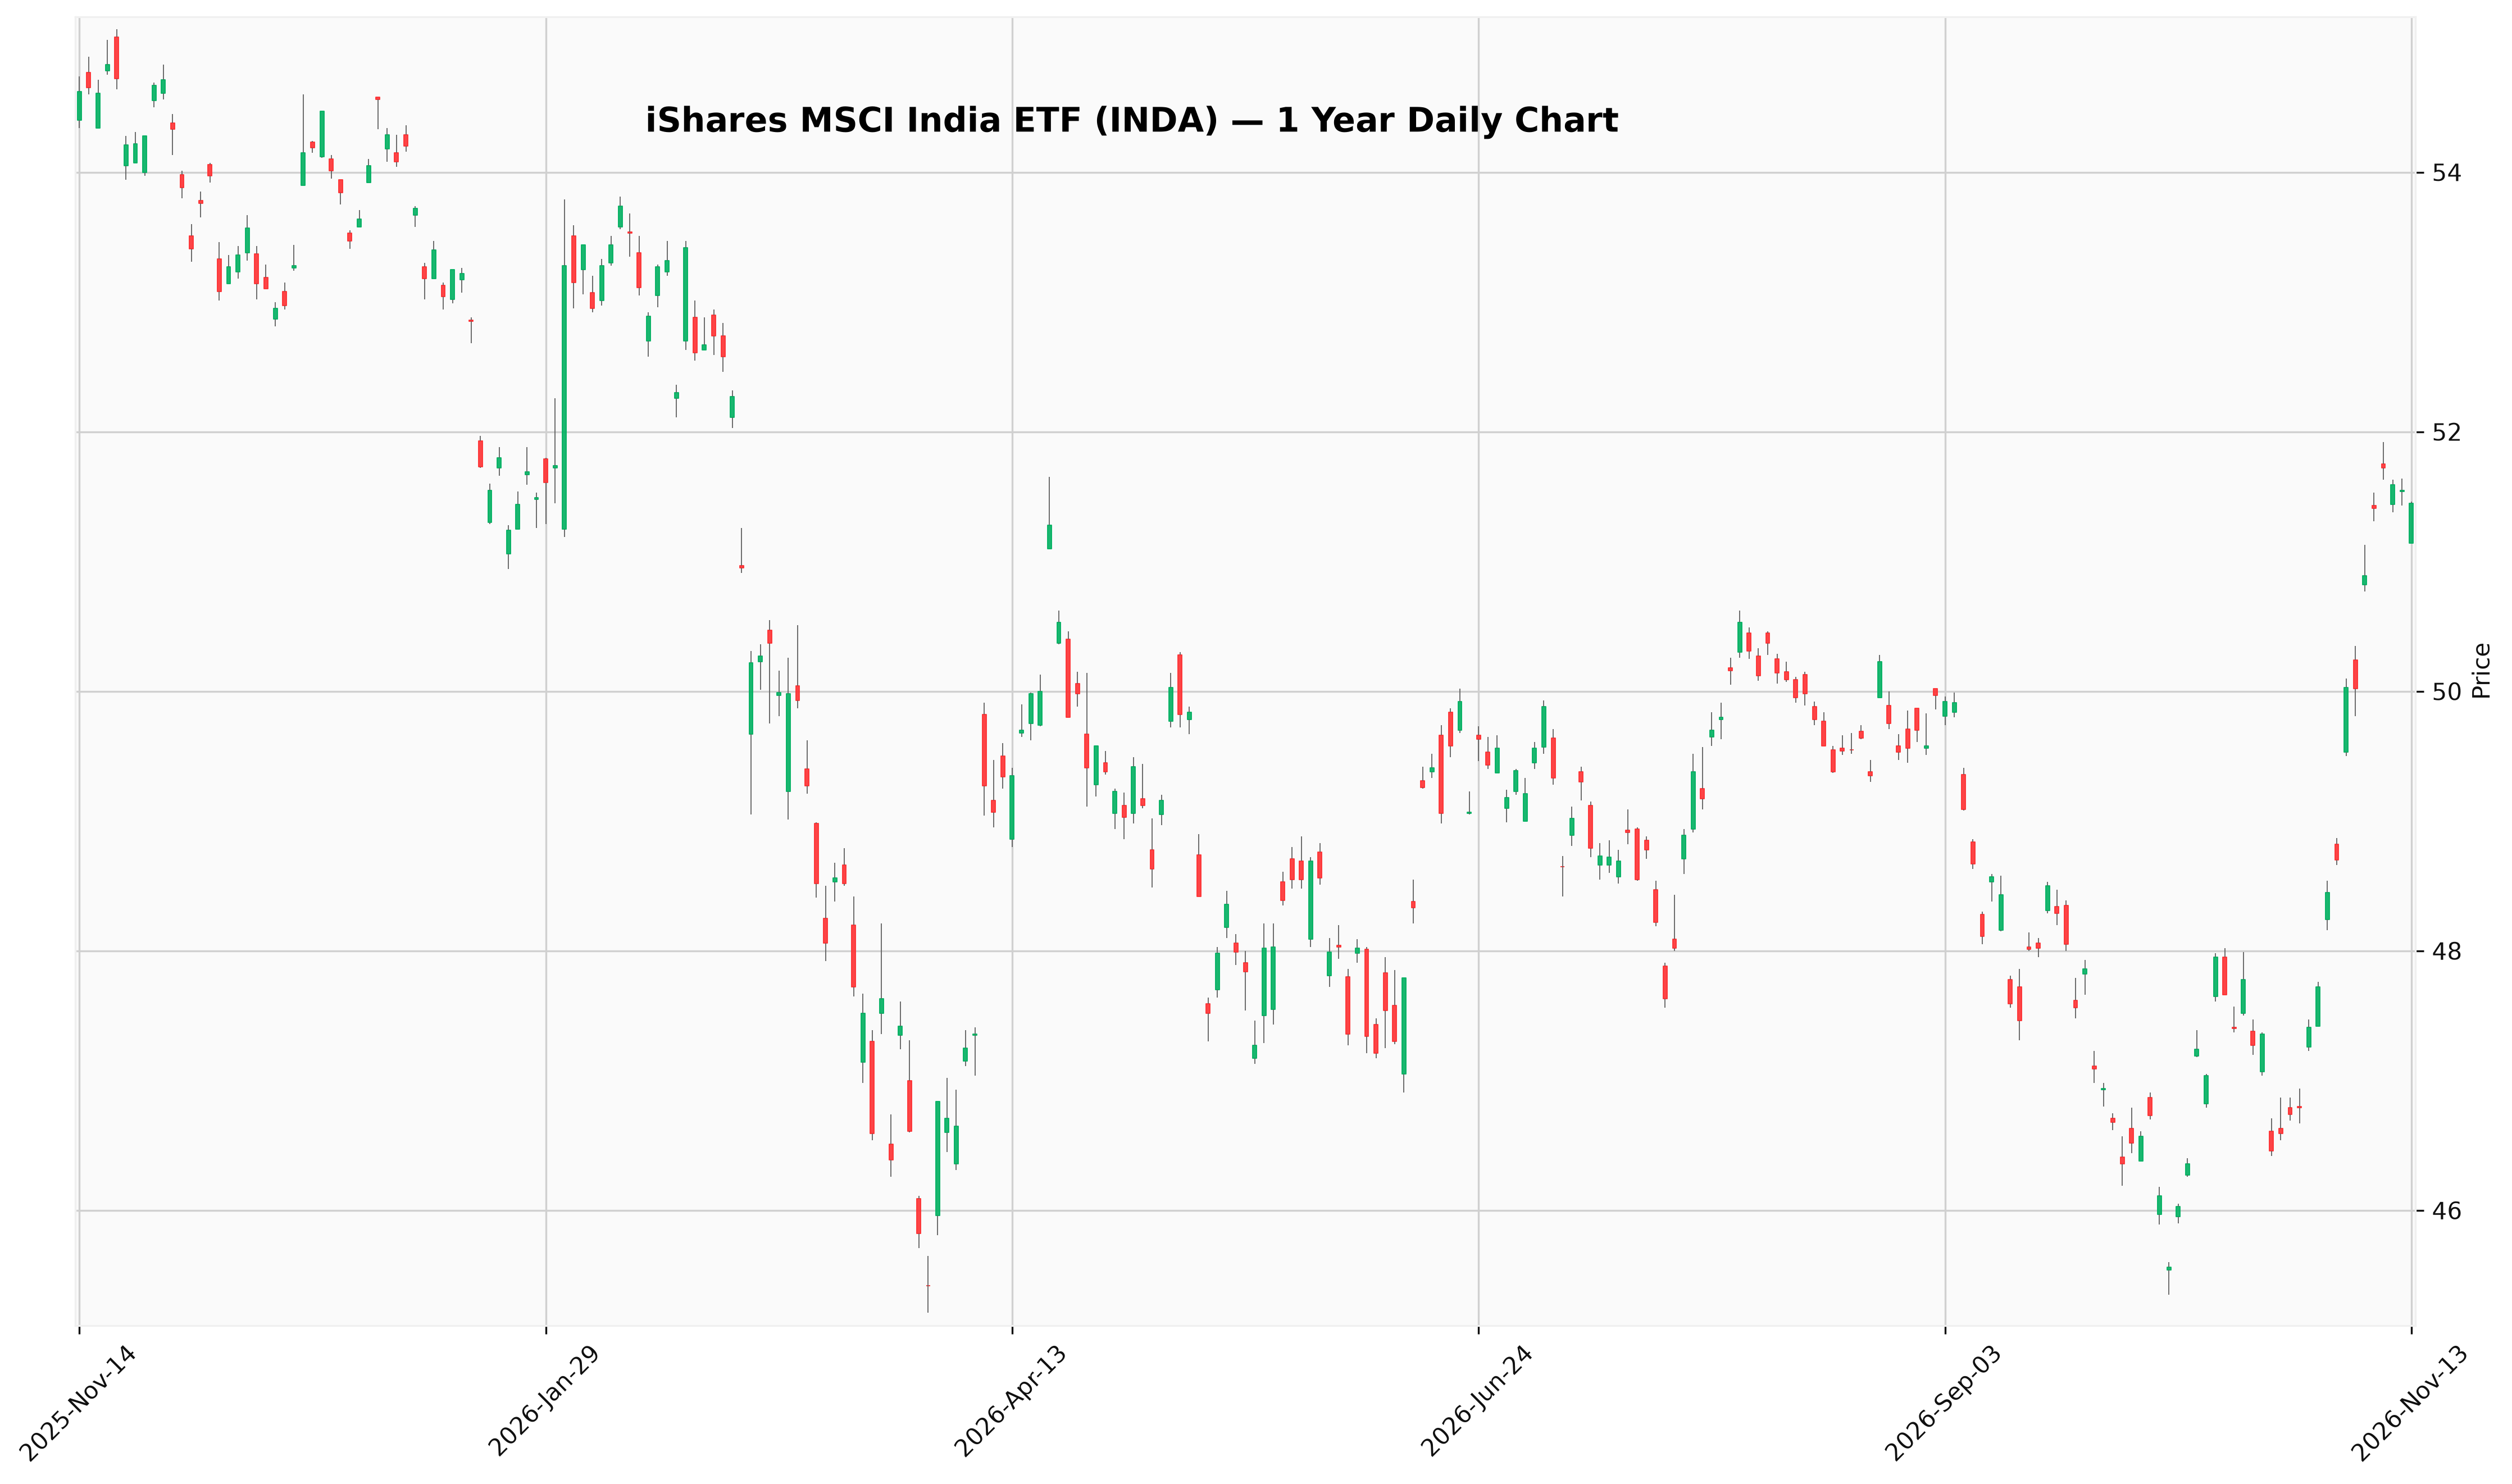 iShares MSCI India ETF (INDA) — 1 Year Daily Chart
54
52
50
48
46
Price
2025-Nov-14
2026-Jan-29
2026-Apr-13
2026-Jun-24
2026-Sep-03
2026-Nov-13